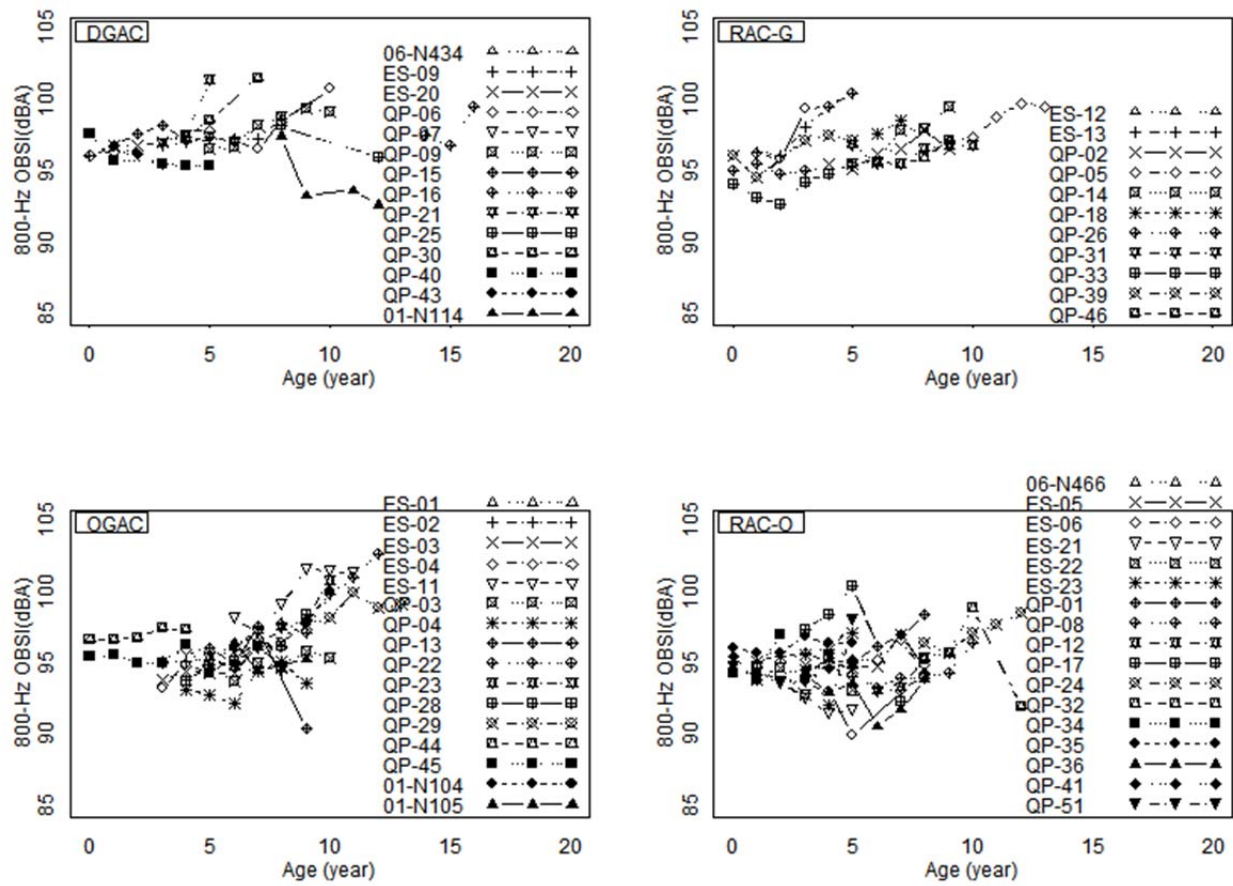 DGAC
800-Hz OBSI(dBA)
105
100
95
90
85
06-N434
ES-09
ES-20
QP-06
QP-07
QP-09
QP-15
QP-16
QP-21
QP-25
QP-30
QP-40
QP-43
01-N114
0 5 10 15 20
Age (year)
RAC-G
800-Hz OBSI(dBA)
105
100
95
90
85
ES-12
ES-13
QP-02
QP-05
QP-14
QP-18
QP-26
QP-31
QP-33
QP-39
QP-46
0 5 10 15 20
Age (year)
OGAC
800-Hz OBSI(dBA)
105
100
95
90
85
ES-01
ES-02
ES-03
ES-04
ES-11
QP-03
QP-04
QP-13
QP-22
QP-23
QP-28
QP-29
QP-44
QP-45
01-N104
01-N105
0 5 10 15 20
Age (year)
RAC-O
800-Hz OBSI(dBA)
105
100
95
90
85
06-N466
ES-05
ES-06
ES-21
ES-22
ES-23
QP-01
QP-08
QP-12
QP-17
QP-24
QP-32
QP-34
QP-35
QP-36
QP-41
QP-51
0 5 10 15 20
Age (year)